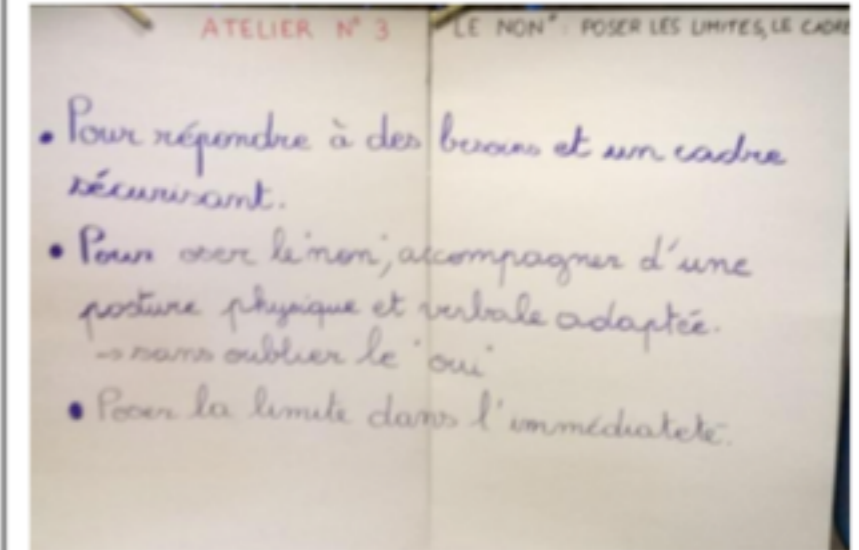 ATELIER N° 3 "LE NON" : POSER LES LIMITES, LE CADRE
• Pour répondre à des besoins et un cadre
sécurisant.
• Pour oser le "non", accompagner d'une
posture physique et verbale adaptée.
→ sans oublier le "oui"
• Poser la limite dans l'immédiateté.